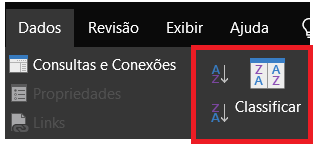 Dados Revisão Exibir Ajuda
Consultas e Conexões
Propriedades
Links
A Z
Z A
Z A A Z
Classificar